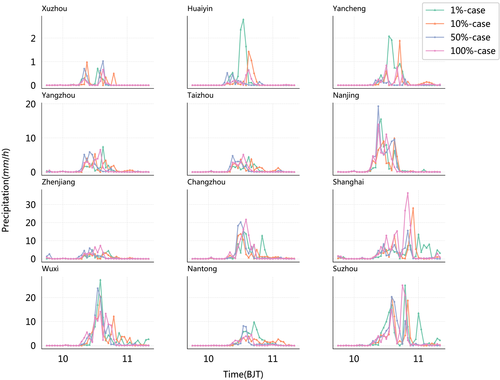 Xuzhou
Huaiyin
Yancheng
1%-case
10%-case
50%-case
100%-case
2
1
0
Yangzhou
Taizhou
Nanjing
20
10
0
Zhenjiang
Changzhou
Shanghai
30
20
10
0
Wuxi
Nantong
Suzhou
20
10
0
10 11
10 11
10 11
Precipitation(mm/h)
Time(BJT)